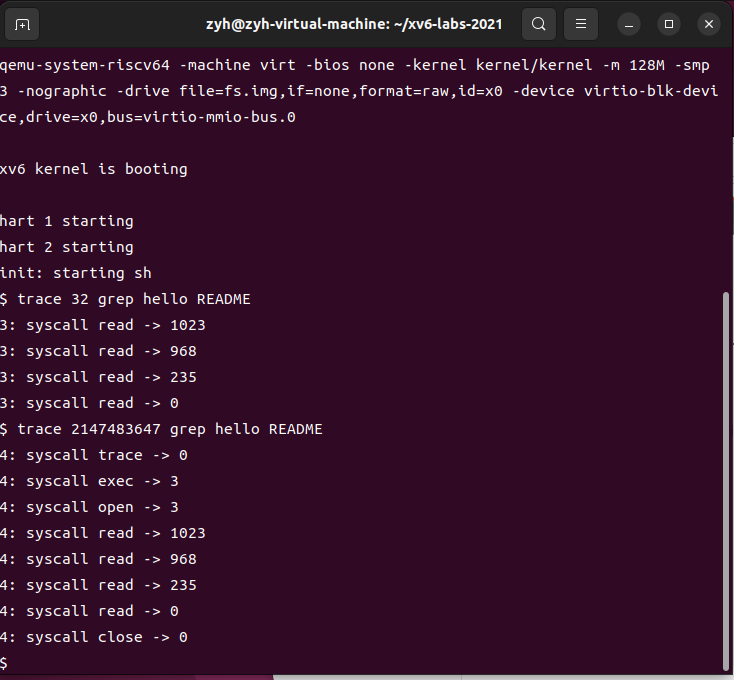 zyh@zyh-virtual-machine: ~/xv6-labs-2021
qemu-system-riscv64 -machine virt -bios none -kernel kernel/kernel -m 128M -smp
3 -nographic -drive file=fs.img,if=none,format=raw,id=x0 -device virtio-blk-devi
ce,drive=x0,bus=virtio-mmio-bus.0
xv6 kernel is booting
hart 1 starting
hart 2 starting
init: starting sh
$ trace 32 grep hello README
3: syscall read -> 1023
3: syscall read -> 968
3: syscall read -> 235
3: syscall read -> 0
$ trace 2147483647 grep hello README
4: syscall trace -> 0
4: syscall exec -> 3
4: syscall open -> 3
4: syscall read -> 1023
4: syscall read -> 968
4: syscall read -> 235
4: syscall read -> 0
4: syscall close -> 0
$